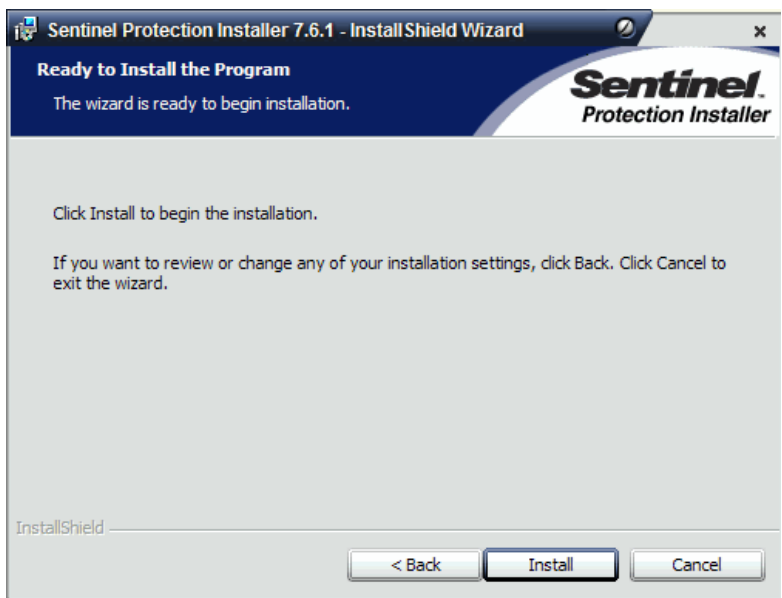 Sentinel Protection Installer 7.6.1 - InstallShield Wizard
Ready to Install the Program
The wizard is ready to begin installation.
Sentinel.
Protection Installer
Click Install to begin the installation.
If you want to review or change any of your installation settings, click Back. Click Cancel to
exit the wizard.
InstallShield
< Back
Install
Cancel